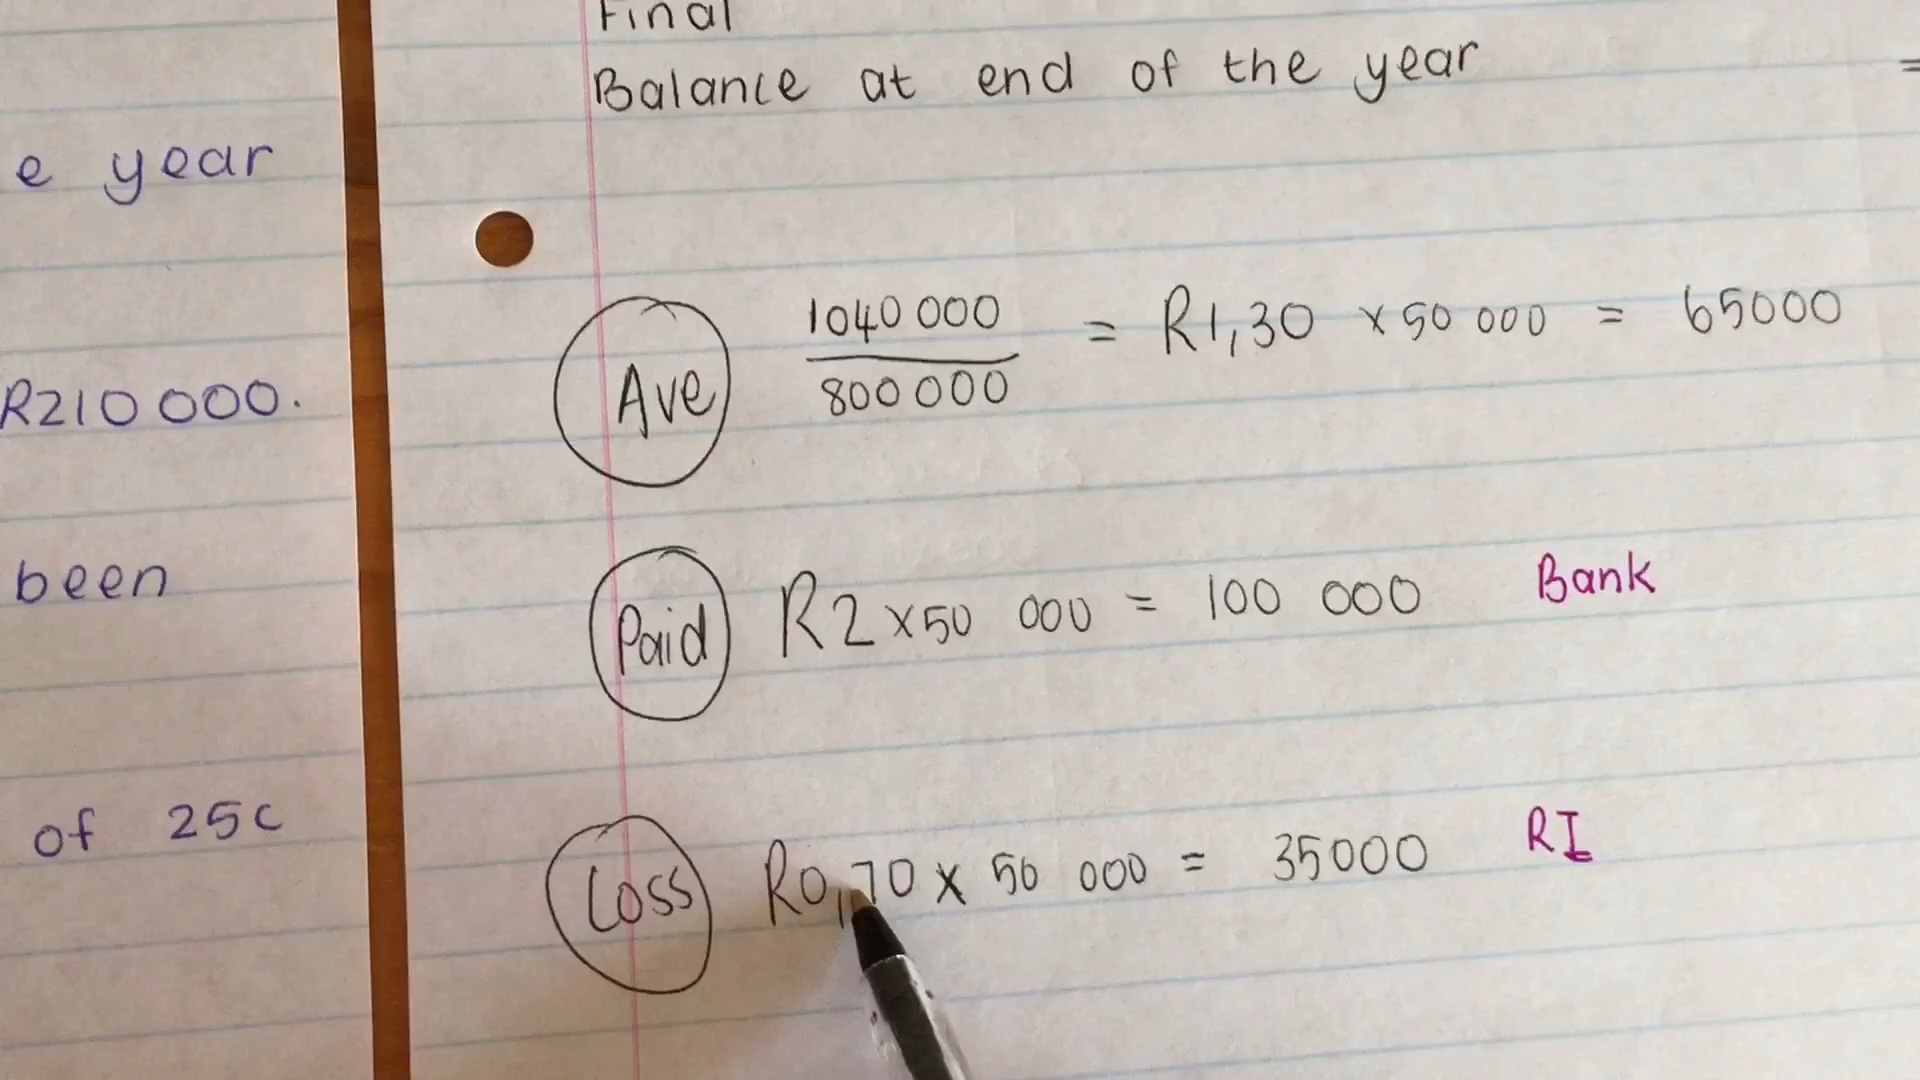 e year
R210 000.
been
of 25c
Final
Balance at end of the year =
Ave 1040 000 / 800 000 = R1,30 × 50 000 = 65000
Paid R2 × 50 000 = 100 000 Bank
Loss R0,70 × 50 000 = 35000 RI